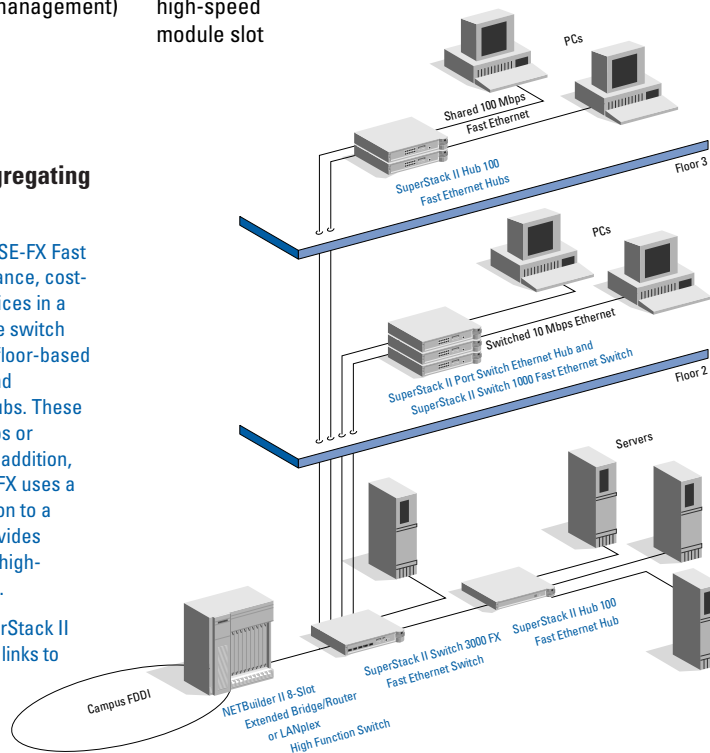 management)
high-speed
module slot
gregating
SE-FX Fast
ance, cost-
ices in a
e switch
floor-based
nd
ubs. These
os or
addition,
FX uses a
on to a
vides
high-
.
rStack II
links to
PCs
Shared 100 Mbps
Fast Ethernet
SuperStack II Hub 100
Fast Ethernet Hubs
Floor 3
PCs
Switched 10 Mbps Ethernet
SuperStack II Port Switch Ethernet Hub and
SuperStack II Switch 1000 Fast Ethernet Switch
Floor 2
Servers
SuperStack II Hub 100
Fast Ethernet Hub
SuperStack II Switch 3000 FX
Fast Ethernet Switch
NETBuilder II 8-Slot
Extended Bridge/Router
or LANplex
High Function Switch
Campus FDDI